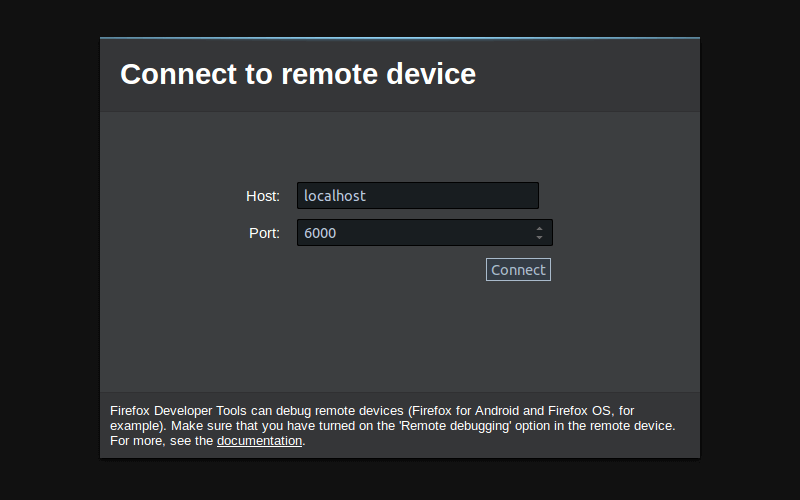 Connect to remote device
Host: localhost
Port: 6000
Connect
Firefox Developer Tools can debug remote devices (Firefox for Android and Firefox OS, for
example). Make sure that you have turned on the 'Remote debugging' option in the remote device.
For more, see the documentation.